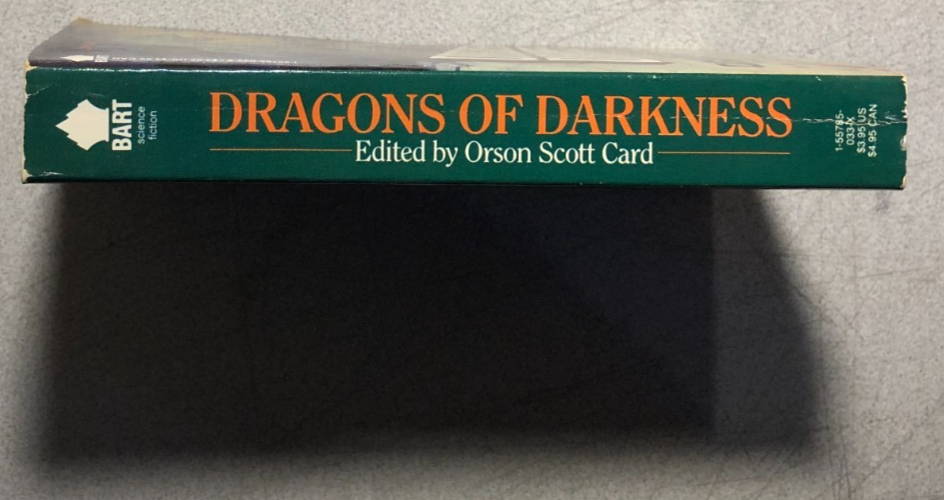 BART
science
fiction
DRAGONS OF DARKNESS
Edited by Orson Scott Card
1-55785-
033-X
$3.95 US
$4.95 CAN